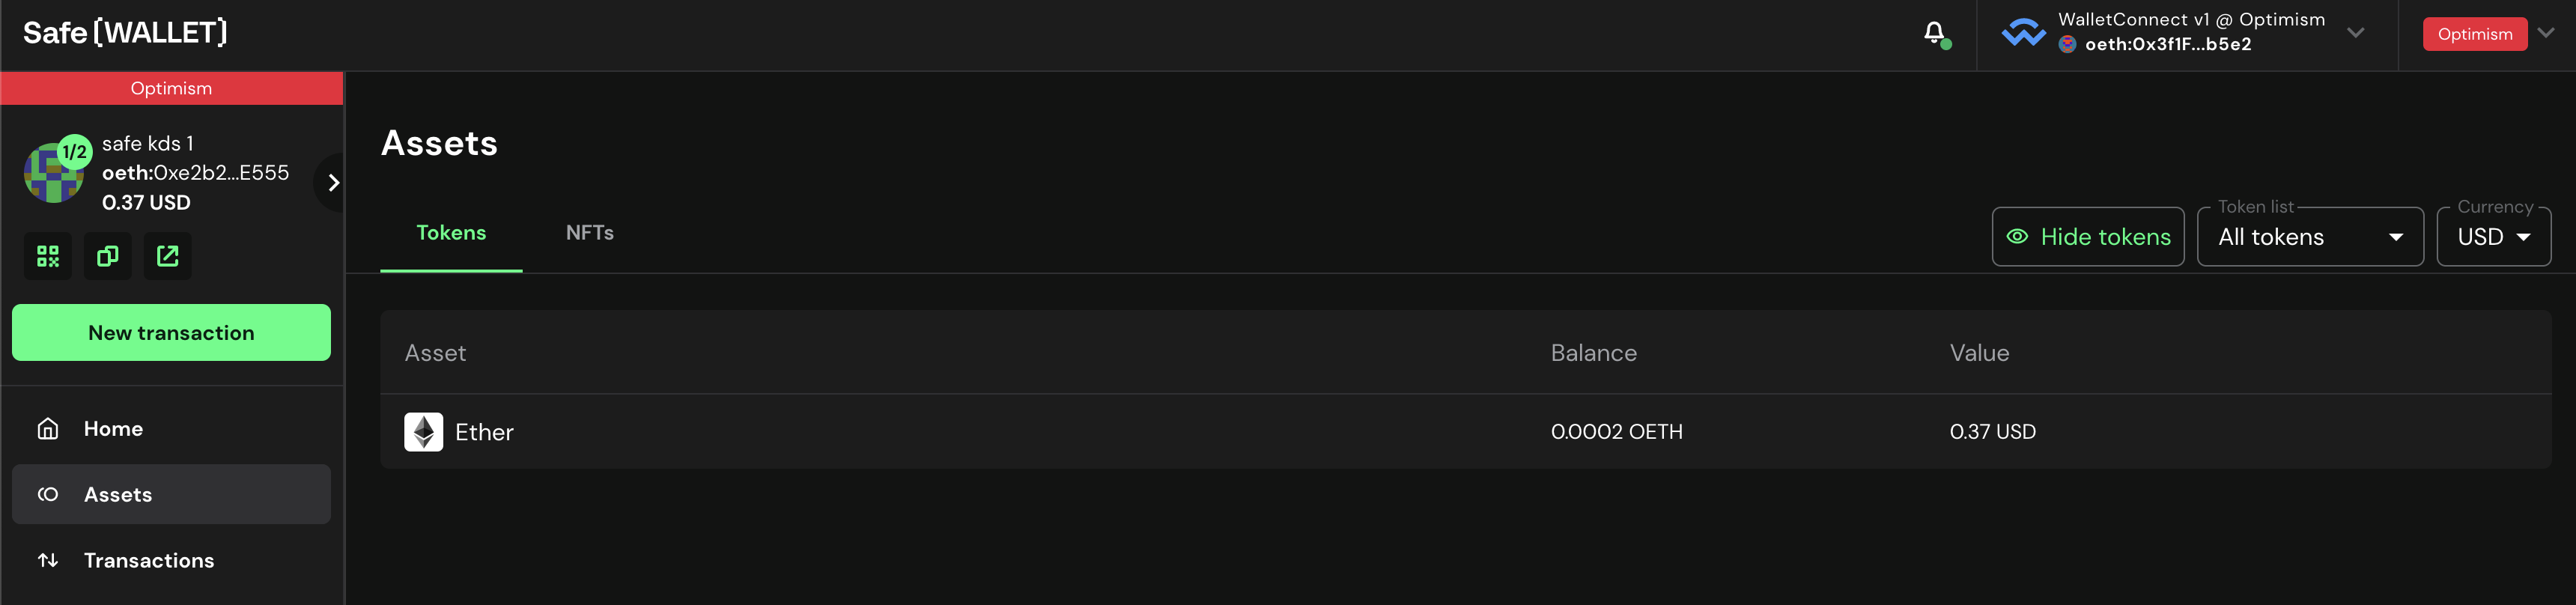 Safe{WALLET}
WalletConnect v1 @ Optimism
oeth:0x3f1F...b5e2
Optimism
Optimism
1/2
safe kds 1
oeth:0xe2b2...E555
0.37 USD
New transaction
Home
Assets
Transactions
Assets
Tokens
NFTs
Hide tokens
Token list
All tokens
Currency
USD
Asset
Balance
Value
Ether
0.0002 OETH
0.37 USD